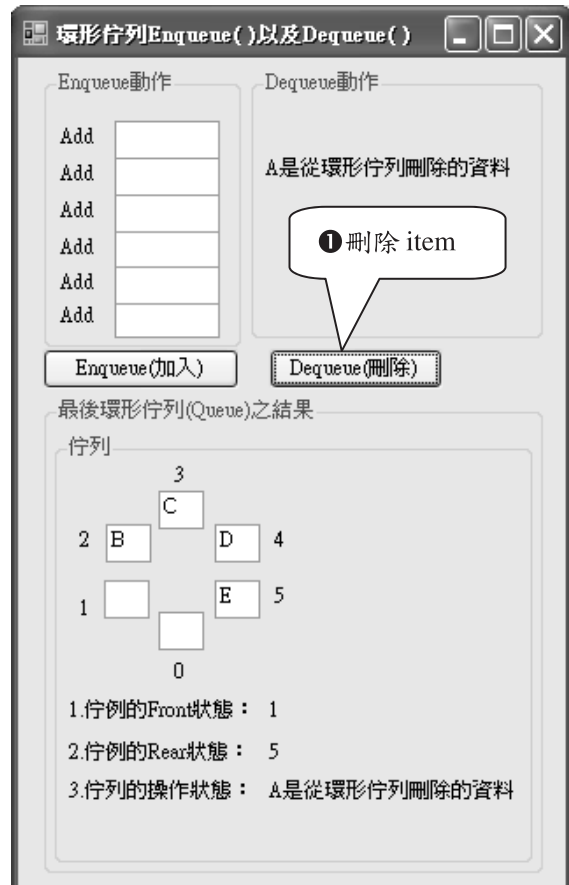 環形佇列Enqueue( )以及Dequeue( )
Enqueue動作
Dequeue動作
Add
Add
Add
Add
Add
Add
A是從環形佇列刪除的資料
❶刪除 item
Enqueue(加入)
Dequeue(刪除)
最後環形佇列(Queue)之結果
佇列
3
C
2 B D 4
1 E 5
0
1.佇例的Front狀態： 1
2.佇例的Rear狀態： 5
3.佇列的操作狀態： A是從環形佇列刪除的資料